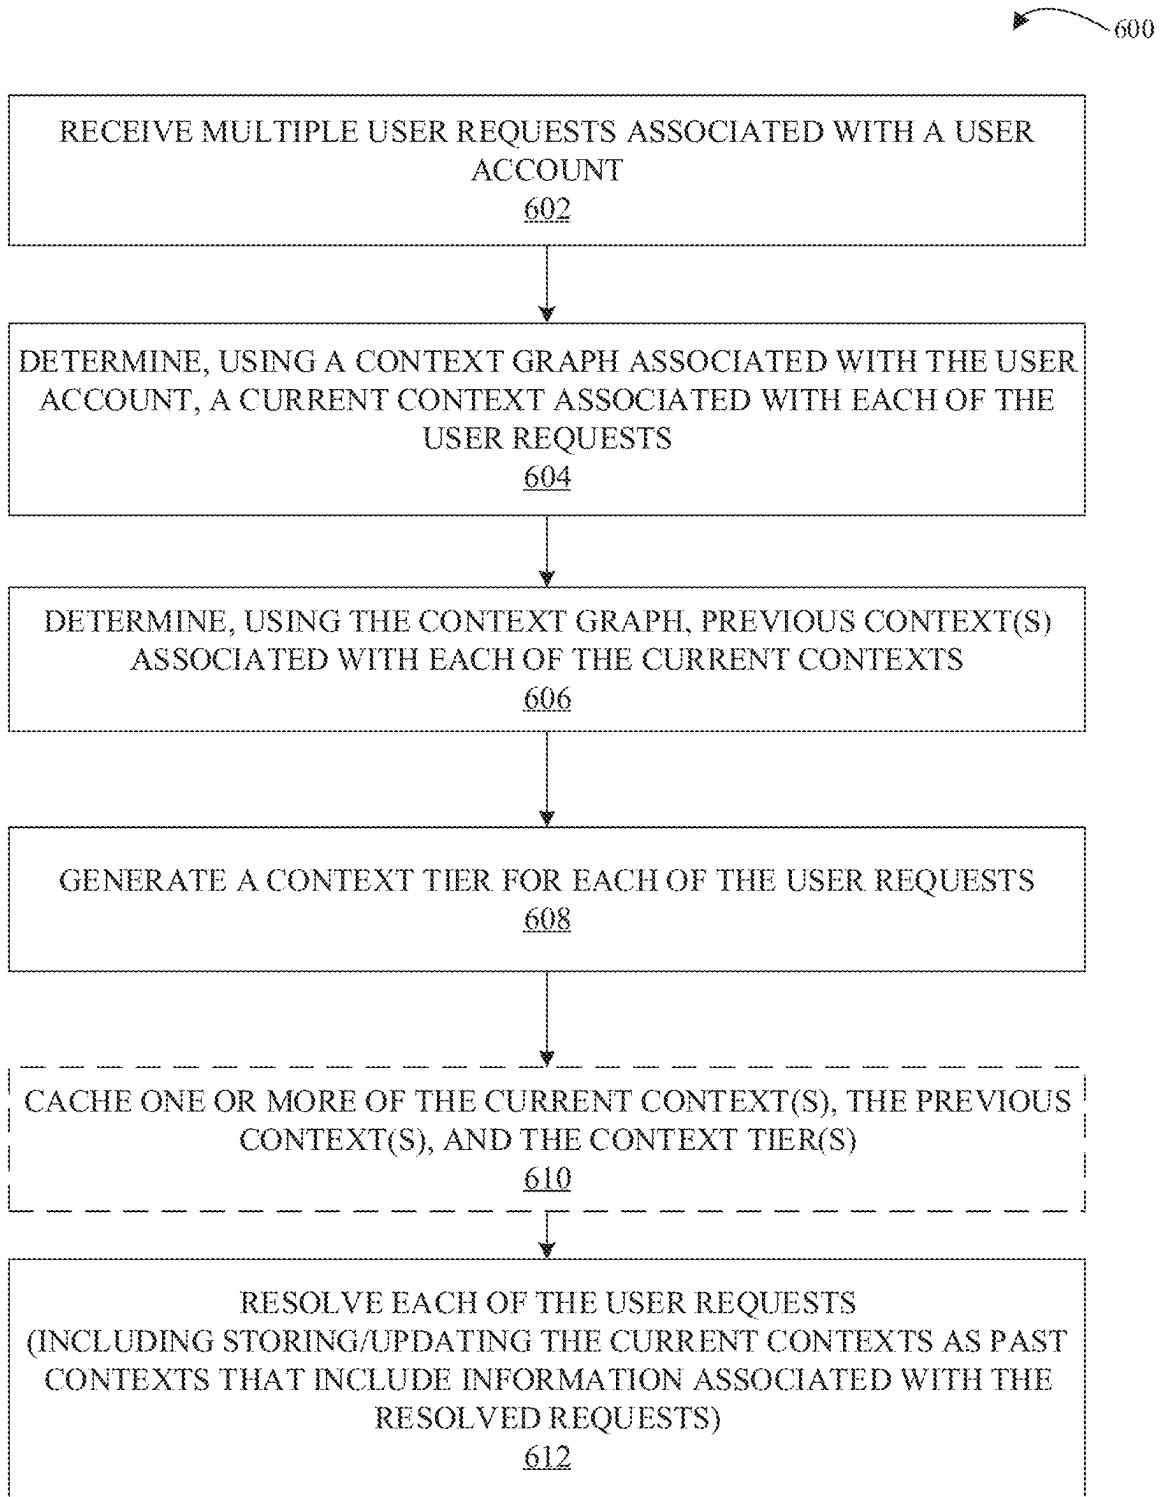 600
RECEIVE MULTIPLE USER REQUESTS ASSOCIATED WITH A USER
ACCOUNT
602
DETERMINE, USING A CONTEXT GRAPH ASSOCIATED WITH THE USER
ACCOUNT, A CURRENT CONTEXT ASSOCIATED WITH EACH OF THE
USER REQUESTS
604
DETERMINE, USING THE CONTEXT GRAPH, PREVIOUS CONTEXT(S)
ASSOCIATED WITH EACH OF THE CURRENT CONTEXTS
606
GENERATE A CONTEXT TIER FOR EACH OF THE USER REQUESTS
608
CACHE ONE OR MORE OF THE CURRENT CONTEXT(S), THE PREVIOUS
CONTEXT(S), AND THE CONTEXT TIER(S)
610
RESOLVE EACH OF THE USER REQUESTS
(INCLUDING STORING/UPDATING THE CURRENT CONTEXTS AS PAST
CONTEXTS THAT INCLUDE INFORMATION ASSOCIATED WITH THE
RESOLVED REQUESTS)
612